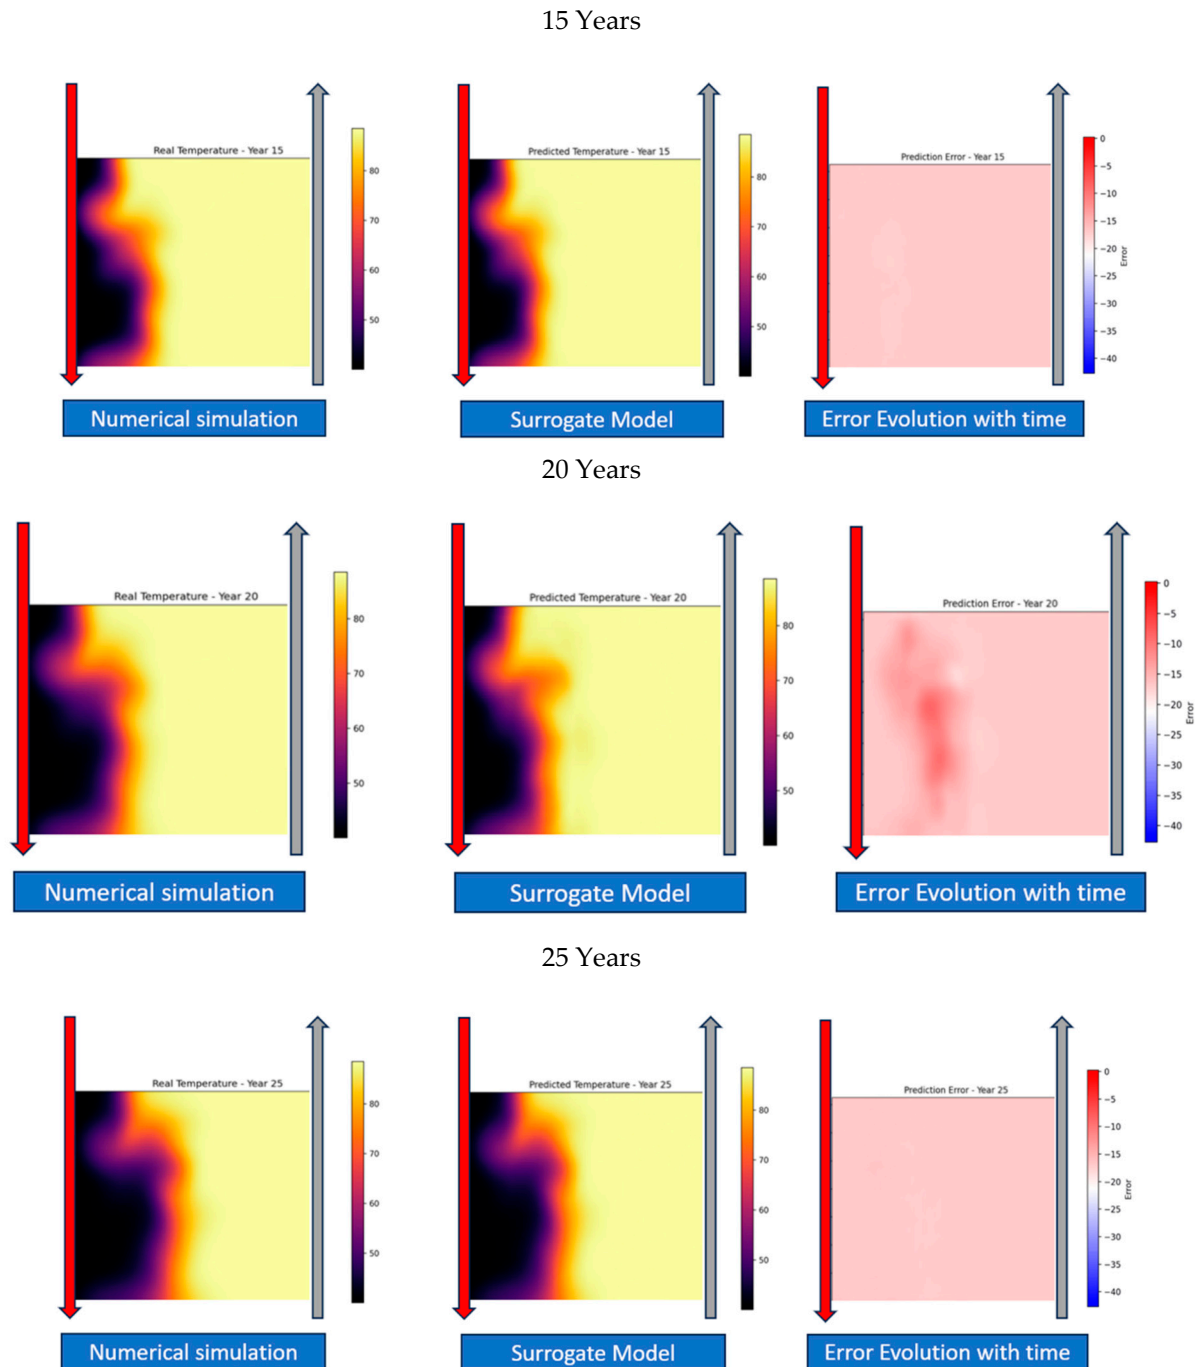 15 Years
Real Temperature - Year 15
80
70
60
50
Numerical simulation
Predicted Temperature - Year 15
80
70
60
50
Surrogate Model
Prediction Error - Year 15
0
−5
−10
−15
−20
−25
−30
−35
−40
Error
Error Evolution with time
20 Years
Real Temperature - Year 20
80
70
60
50
Numerical simulation
Predicted Temperature - Year 20
80
70
60
50
Surrogate Model
Prediction Error - Year 20
0
−5
−10
−15
−20
−25
−30
−35
−40
Error
Error Evolution with time
25 Years
Real Temperature - Year 25
80
70
60
50
Numerical simulation
Predicted Temperature - Year 25
80
70
60
50
Surrogate Model
Prediction Error - Year 25
0
−5
−10
−15
−20
−25
−30
−35
−40
Error
Error Evolution with time